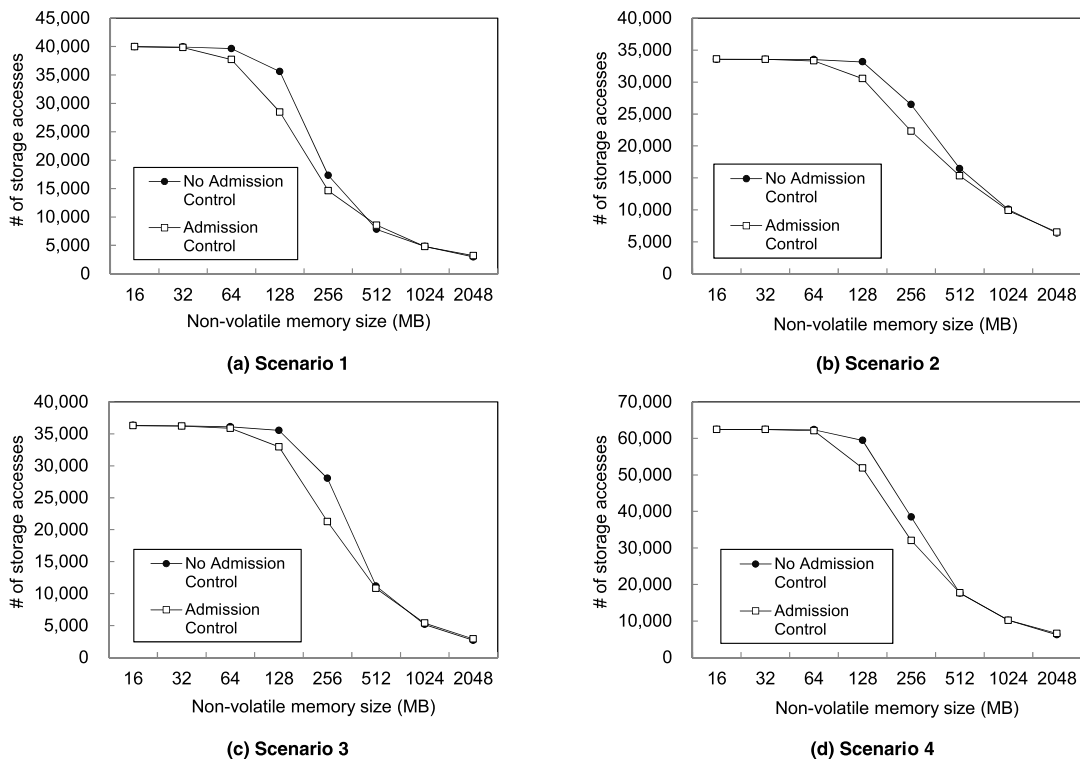 45,000
40,000
35,000
30,000
25,000
20,000
15,000
10,000
5,000
0
# of storage accesses
No Admission
Control
Admission
Control
16 32 64 128 256 512 1024 2048
Non-volatile memory size (MB)
(a) Scenario 1
40,000
35,000
30,000
25,000
20,000
15,000
10,000
5,000
0
# of storage accesses
No Admission
Control
Admission
Control
16 32 64 128 256 512 1024 2048
Non-volatile memory size (MB)
(b) Scenario 2
40,000
35,000
30,000
25,000
20,000
15,000
10,000
5,000
0
# of storage accesses
No Admission
Control
Admission
Control
16 32 64 128 256 512 1024 2048
Non-volatile memory size (MB)
(c) Scenario 3
70,000
60,000
50,000
40,000
30,000
20,000
10,000
0
# of storage accesses
No Admission
Control
Admission
Control
16 32 64 128 256 512 1024 2048
Non-volatile memory size (MB)
(d) Scenario 4